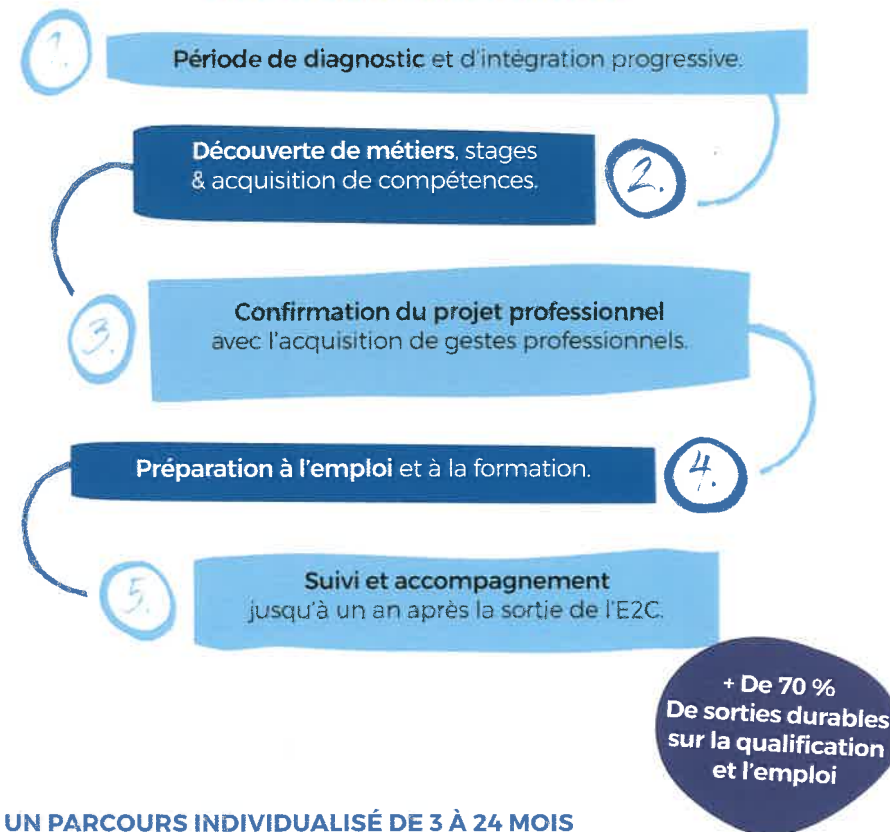 1.
Période de diagnostic et d'intégration progressive.
Découverte de métiers, stages
& acquisition de compétences.
2.
3.
Confirmation du projet professionnel
avec l'acquisition de gestes professionnels.
Préparation à l'emploi et à la formation.
4.
5.
Suivi et accompagnement
jusqu'à un an après la sortie de l'E2C.
+ De 70 %
De sorties durables
sur la qualification
et l'emploi
UN PARCOURS INDIVIDUALISÉ DE 3 À 24 MOIS